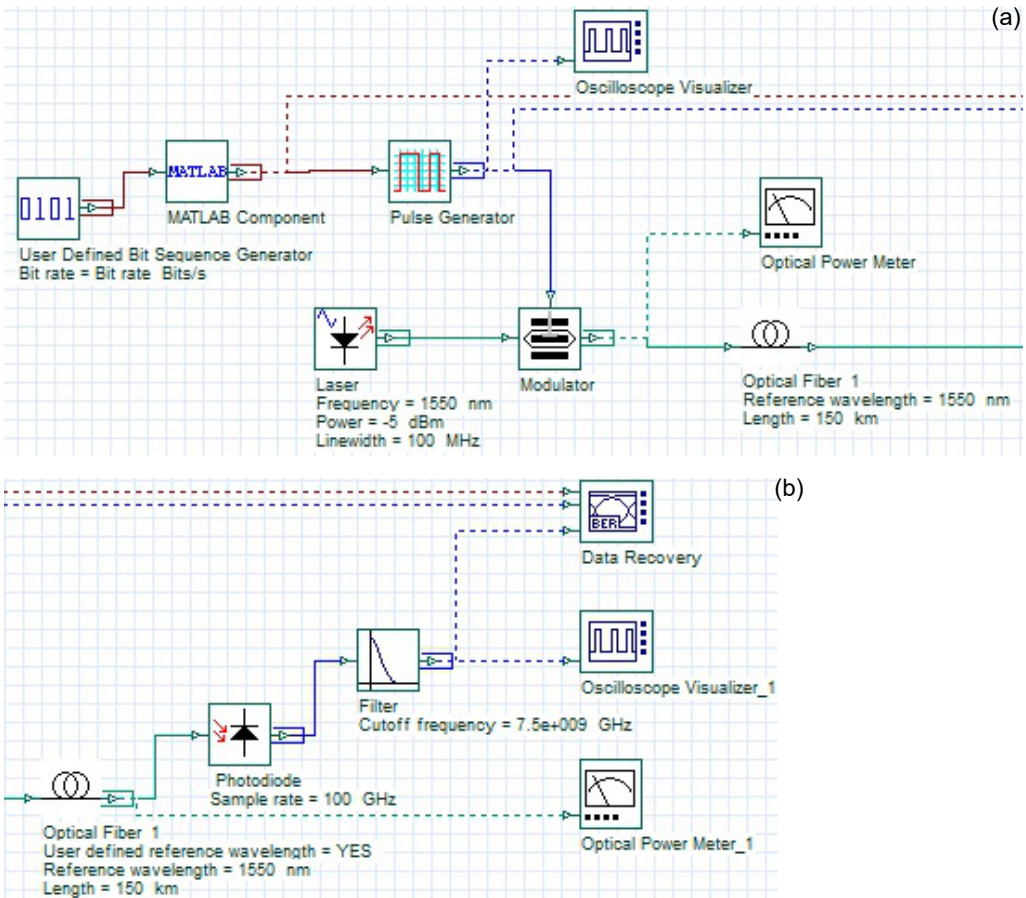 (a)
Oscilloscope Visualizer
MATLAB
0101
MATLAB Component
Pulse Generator
User Defined Bit Sequence Generator
Bit rate = Bit rate  Bits/s
Optical Power Meter
Laser
Frequency = 1550  nm
Power = -5  dBm
Linewidth = 100  MHz
Modulator
Optical Fiber 1
Reference wavelength = 1550  nm
Length = 150  km
(b)
BER
Data Recovery
Oscilloscope Visualizer_1
Filter
Cutoff frequency = 7.5e+009  GHz
Photodiode
Sample rate = 100  GHz
Optical Fiber 1
User defined reference wavelength = YES
Reference wavelength = 1550  nm
Length = 150  km
Optical Power Meter_1